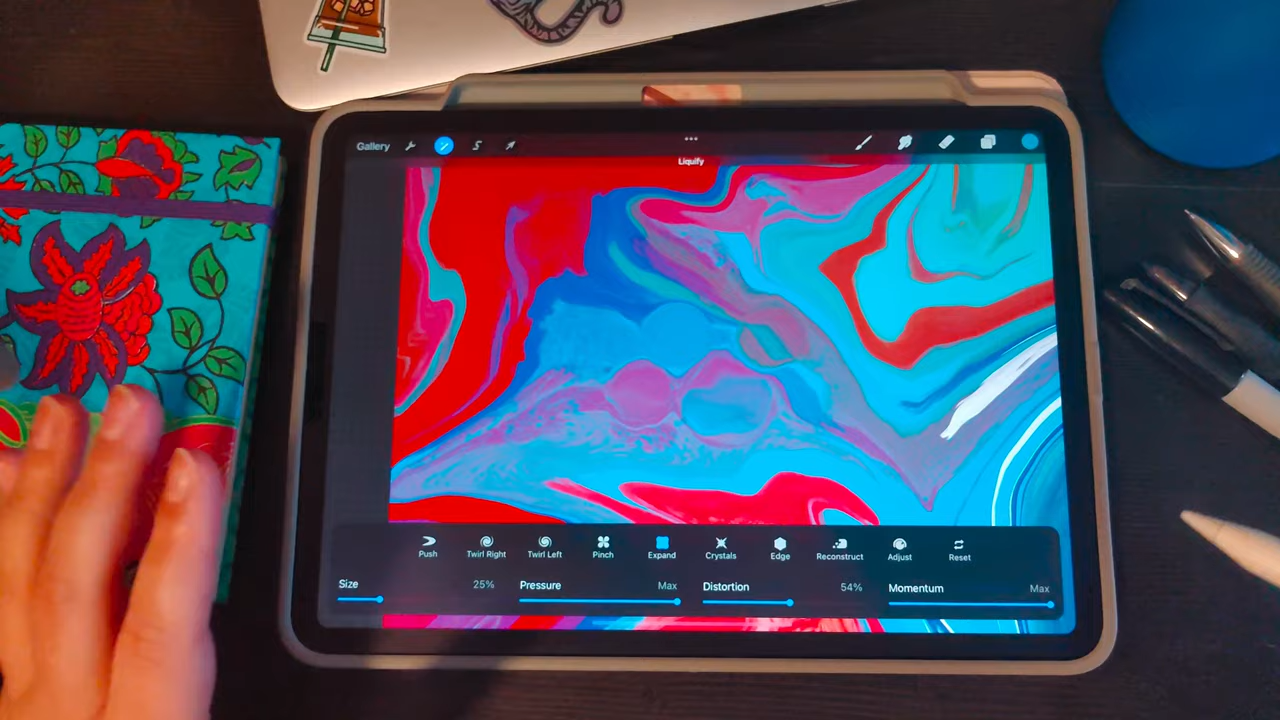 Gallery
Liquify
Push Twirl Right Twirl Left Pinch Expand Crystals Edge Reconstruct Adjust Reset
Size 25% Pressure Max Distortion 54% Momentum Max